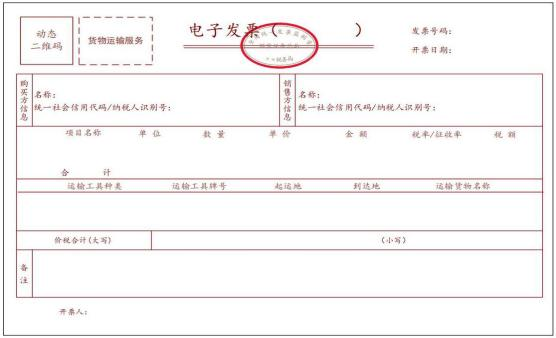 动态
二维码
货物运输服务
电子发票（　　　　）
发票号码：
开票日期：
购买方信息
名称：
统一社会信用代码/纳税人识别号：
销售方信息
名称：
统一社会信用代码/纳税人识别号：
项目名称 单位 数量 单价 金额 税率/征收率 税额
合计
运输工具种类 运输工具牌号 起运地 到达地 运输货物名称
价税合计(大写) （小写）
备注
开票人：